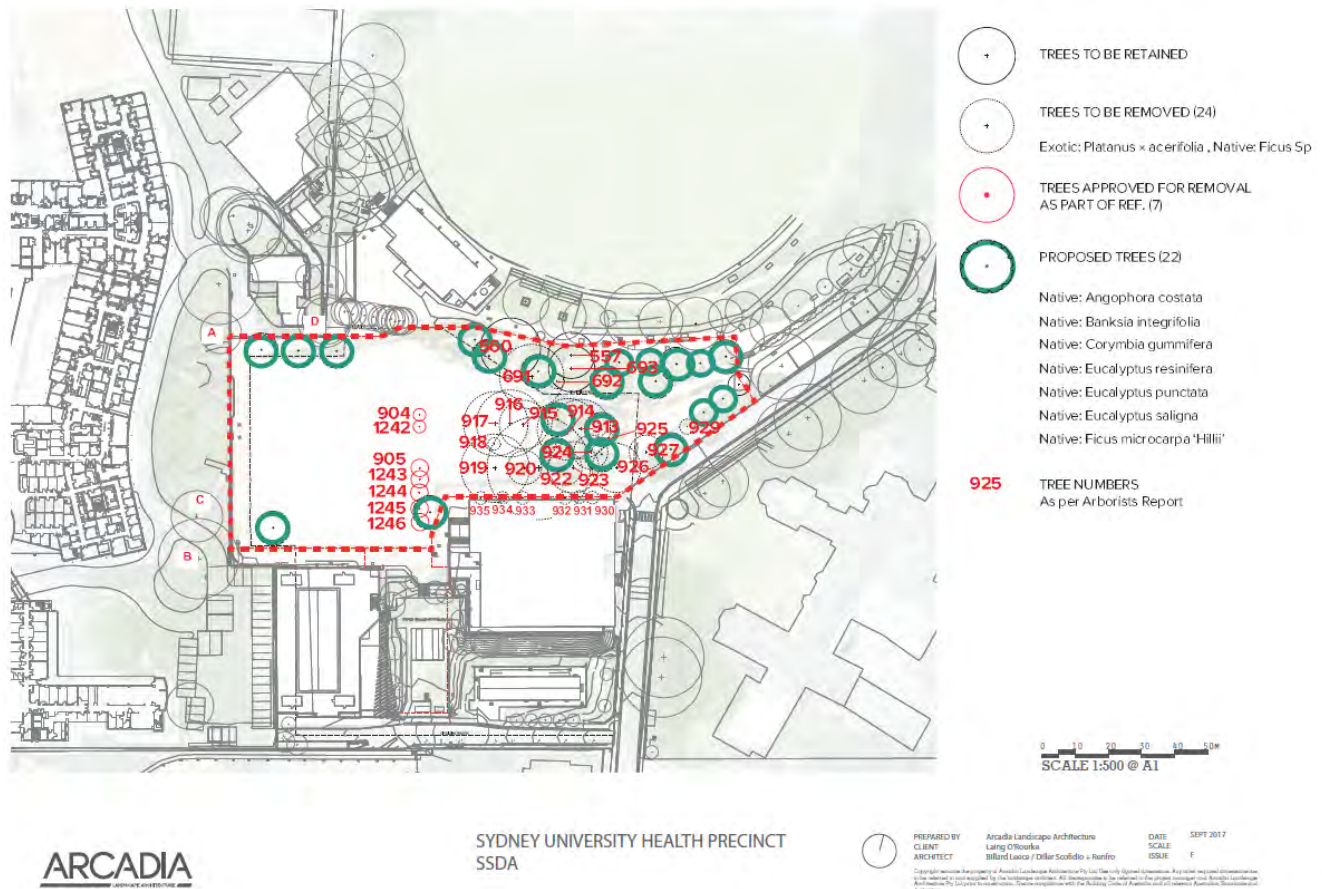 TREES TO BE RETAINED
TREES TO BE REMOVED (24)
Exotic: Platanus × acerifolia , Native: Ficus Sp
TREES APPROVED FOR REMOVAL
AS PART OF REF. (7)
PROPOSED TREES (22)
Native: Angophora costata
Native: Banksia integrifolia
Native: Corymbia gummifera
Native: Eucalyptus resinifera
Native: Eucalyptus punctata
Native: Eucalyptus saligna
Native: Ficus microcarpa 'Hillii'
925 TREE NUMBERS
As per Arborists Report
A
D
557
693
691
692
904
1242
917
916
915
914
913
925
929
918
905
1243
919
920
924
922
923
926
927
1244
1245
1246
935
934
933
932
931
930
C
B
0 10 20 30 40 50M
SCALE 1:500 @ A1
ARCADIA
SYDNEY UNIVERSITY HEALTH PRECINCT
SSDA
PREPARED BY Arcadia Landscape Architecture
CLIENT Laing O'Rourke
ARCHITECT Billard Leece / Diller Scofidio + Renfro
DATE SEPT 2017
SCALE
ISSUE F